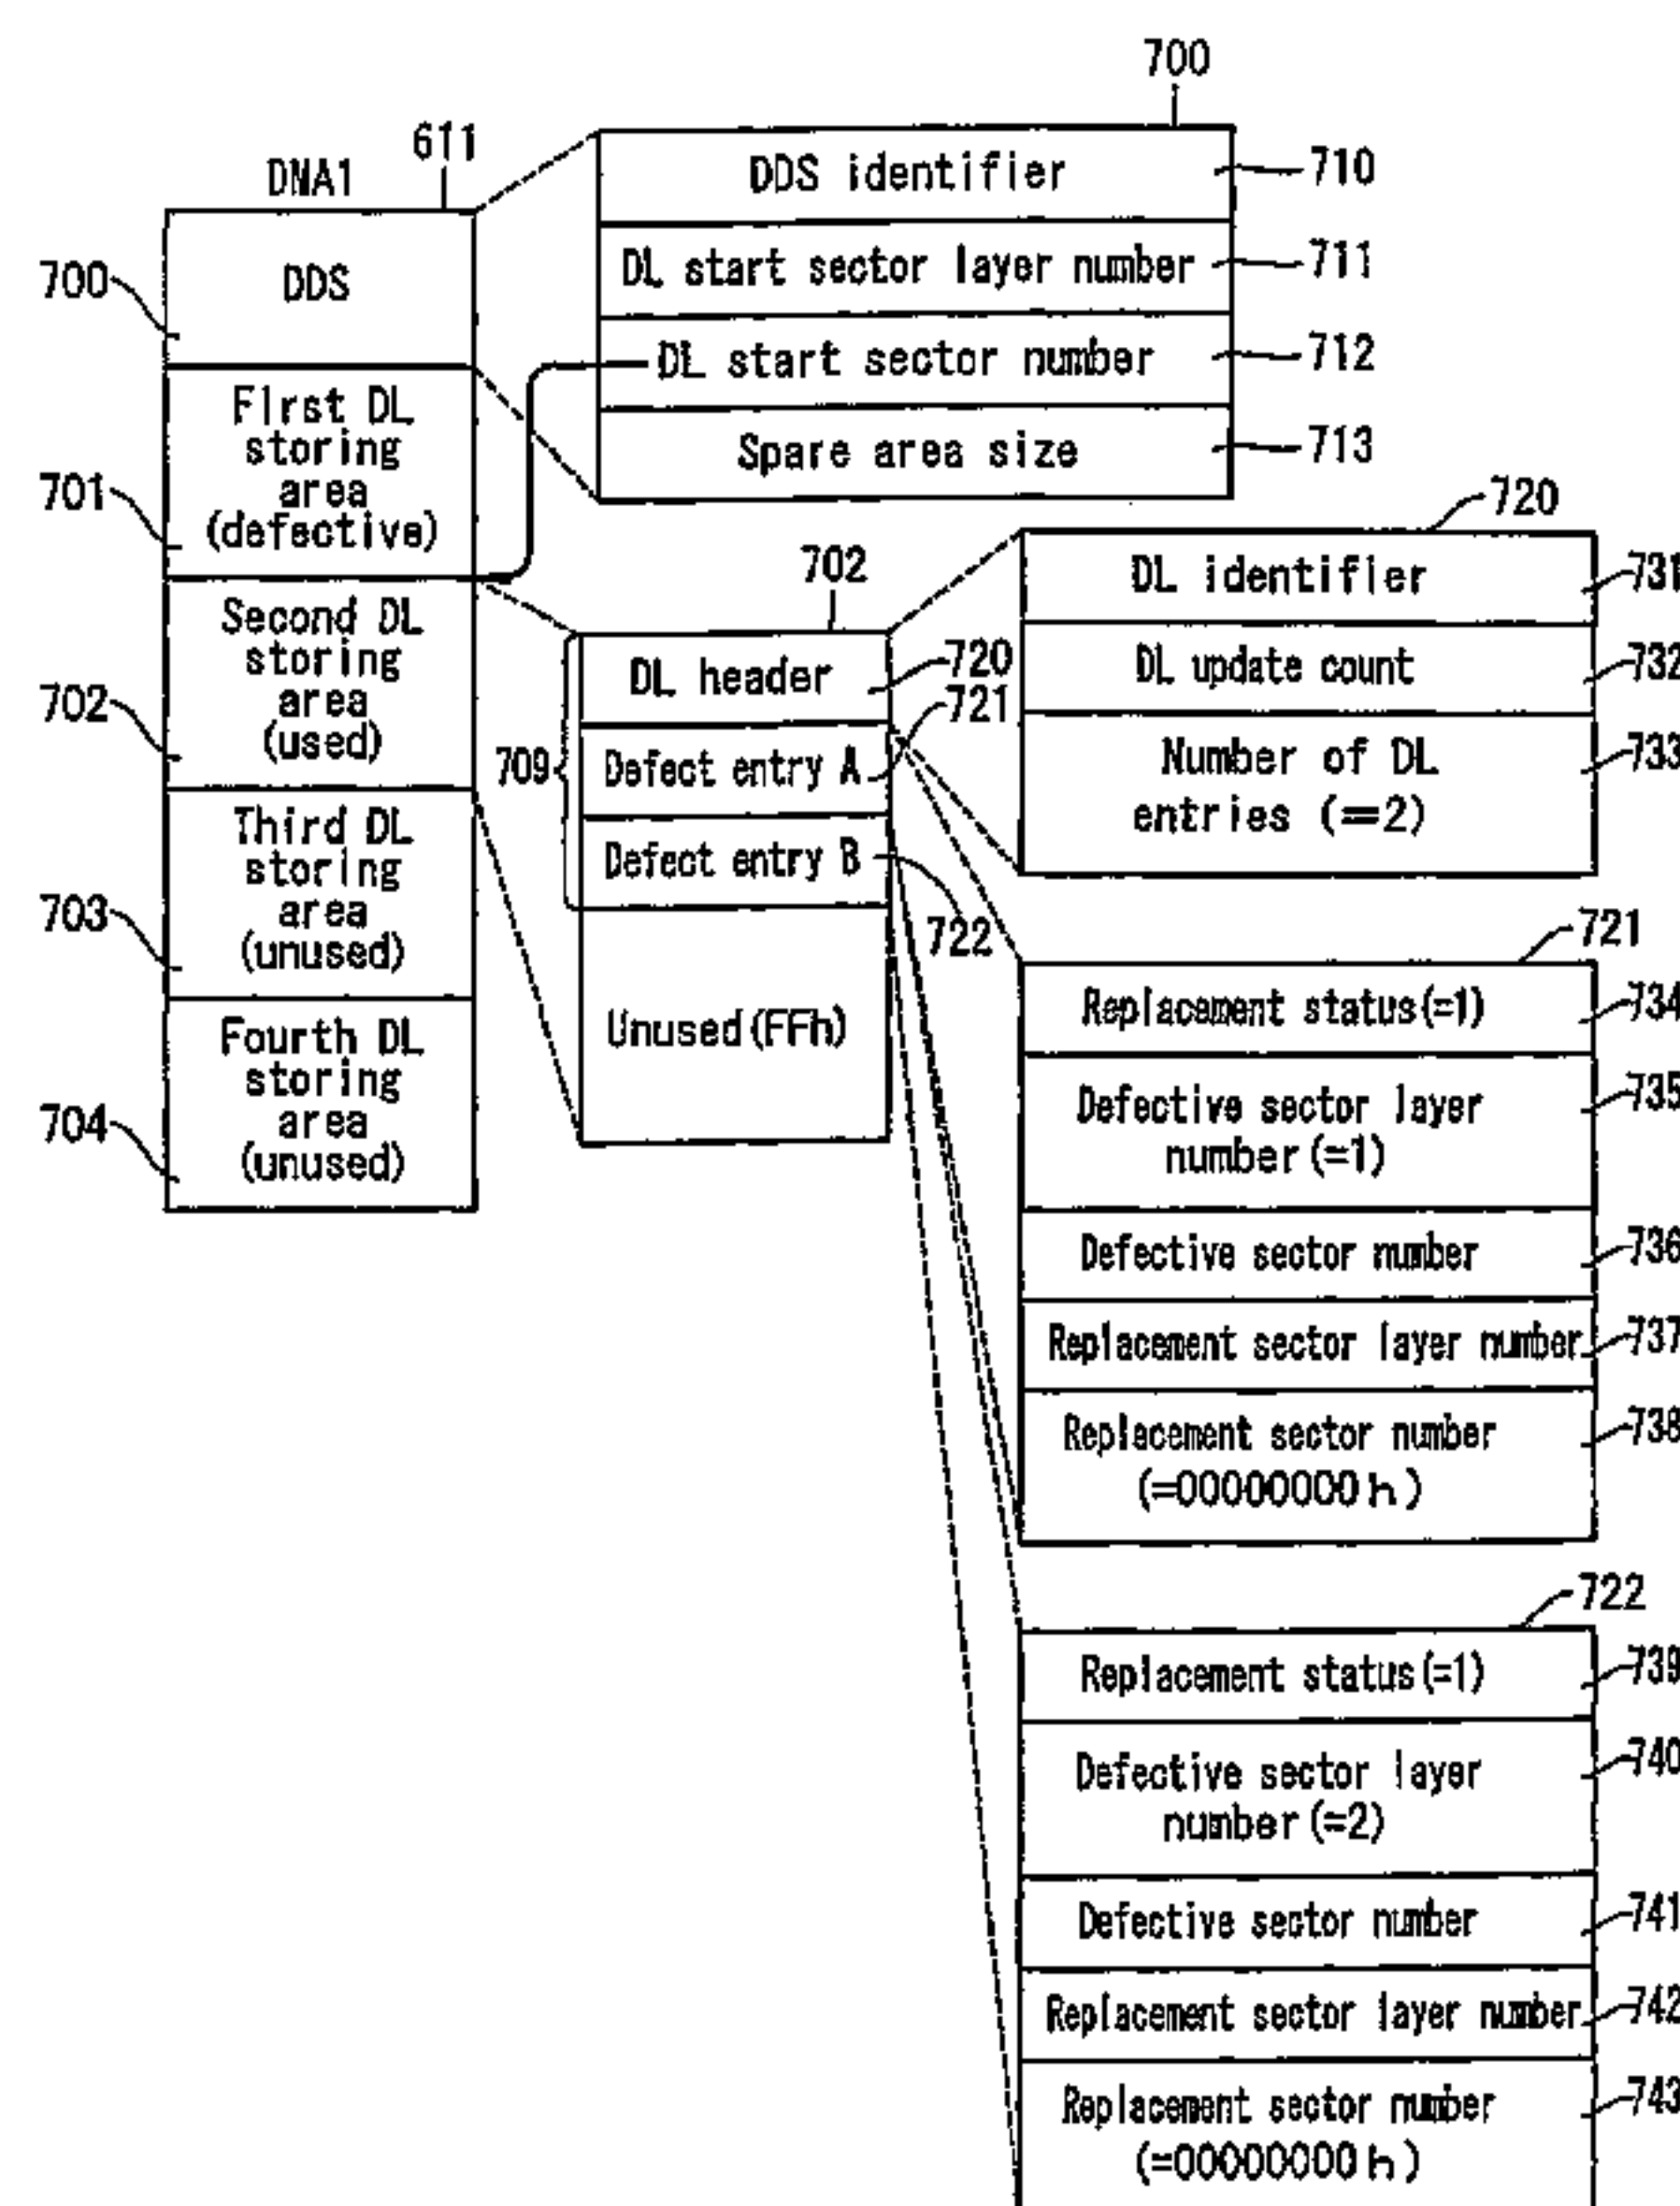 700
611
DMA1
DDS identifier
710
DL start sector layer number
711
700
DDS
DL start sector number
712
Spare area size
713
First DL
storing
area
(defective)
701
702
720
DL identifier
731
DL update count
732
Number of DL
entries (=2)
733
Second DL
storing
area
(used)
702
DL header
720
Defect entry A
721
709
Defect entry B
722
Unused(FFh)
Third DL
storing
area
(unused)
703
Fourth DL
storing
area
(unused)
704
721
Replacement status(=1)
734
Defective sector layer
number(=1)
735
Defective sector number
736
Replacement sector layer number
737
Replacement sector number
(=00000000h)
738
722
Replacement status(=1)
739
Defective sector layer
number(=2)
740
Defective sector number
741
Replacement sector layer number
742
Replacement sector number
(=00000000h)
743